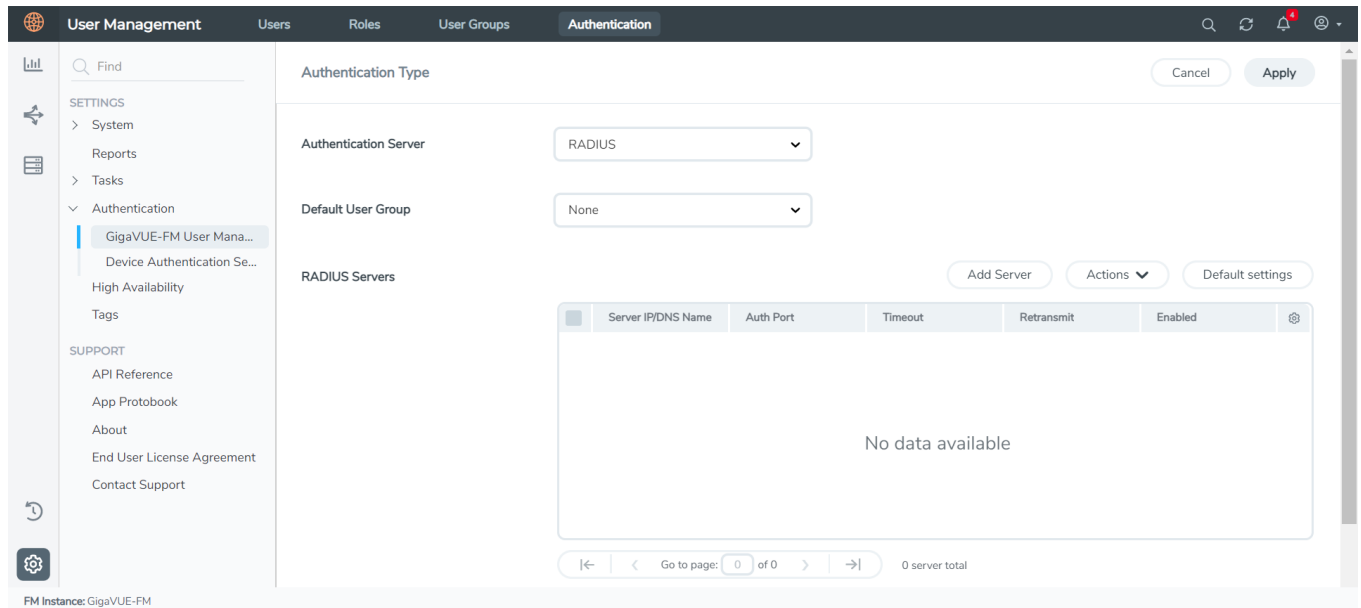 User Management Users Roles User Groups Authentication 4
Find
Authentication Type Cancel Apply
SETTINGS
System
Reports
Tasks
Authentication
GigaVUE-FM User Mana...
Device Authentication Se...
High Availability
Tags
SUPPORT
API Reference
App Protobook
About
End User License Agreement
Contact Support
Authentication Server RADIUS
Default User Group None
RADIUS Servers Add Server Actions Default settings
Server IP/DNS Name Auth Port Timeout Retransmit Enabled
No data available
Go to page: 0 of 0 0 server total
FM Instance: GigaVUE-FM